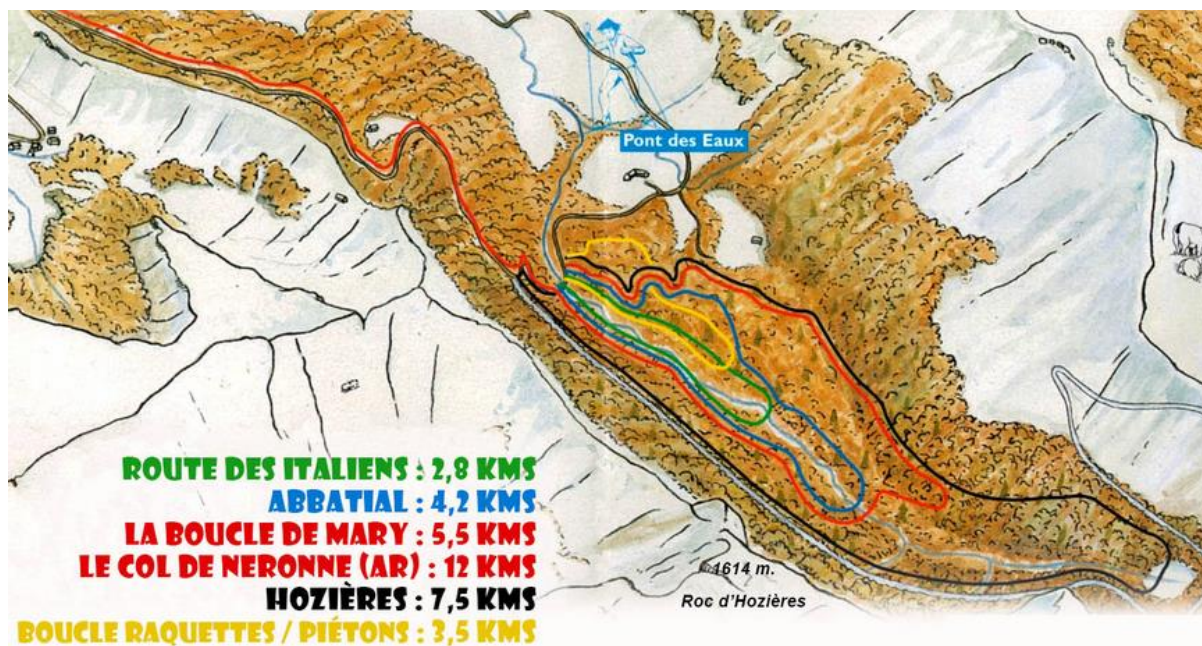 Pont des Eaux
ROUTE DES ITALIENS : 2,8 KMS
ABBATIAL : 4,2 KMS
LA BOUCLE DE MARY : 5,5 KMS
LE COL DE NERONNE (AR) : 12 KMS
HOZIÈRES : 7,5 KMS
BOUCLE RAQUETTES / PIÉTONS : 3,5 KMS
1614 m.
Roc d'Hozières